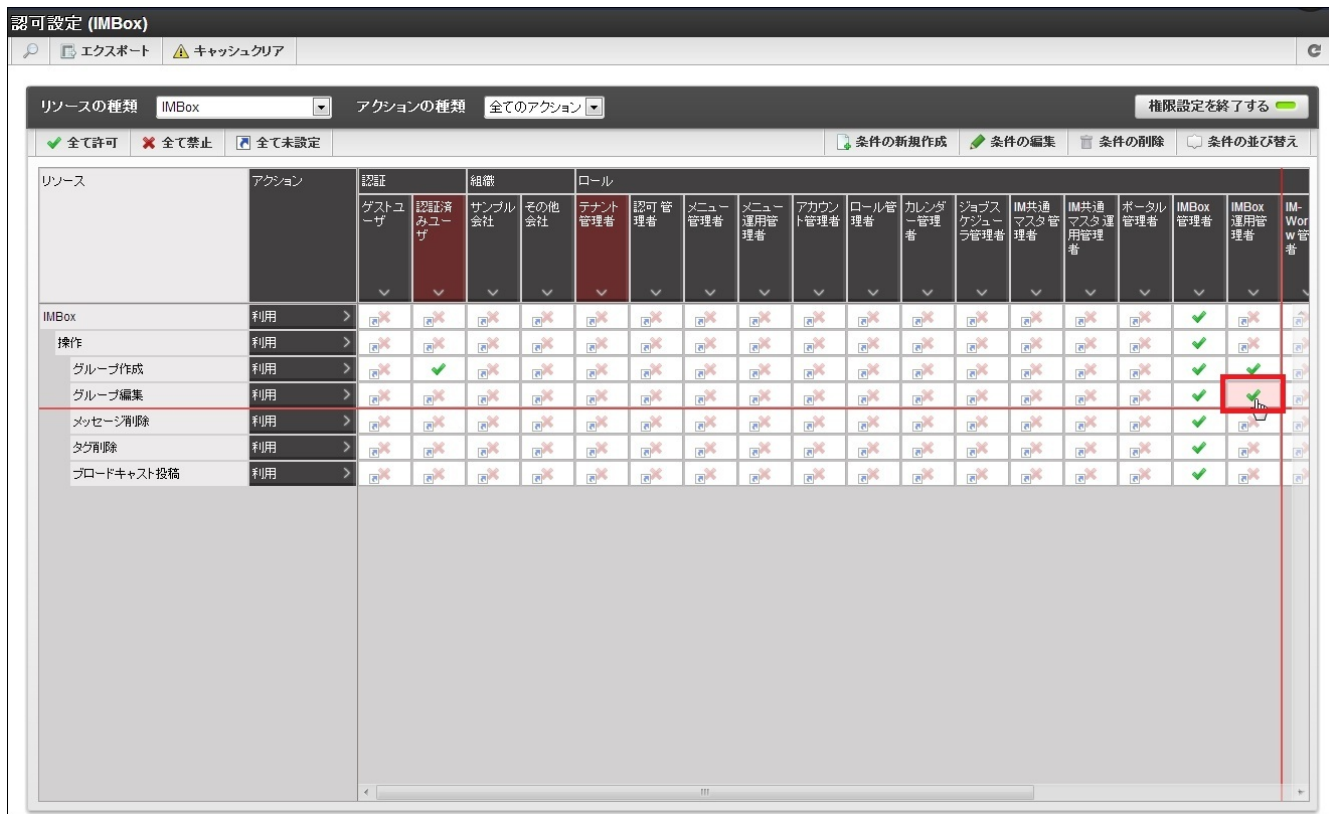 認可設定 (IMBox)
エクスポート キャッシュクリア
リソースの種類 IMBox アクションの種類 全てのアクション 権限設定を終了する
全て許可 全て禁止 全て未設定 条件の新規作成 条件の編集 条件の削除 条件の並び替え
リソース アクション 認証 組織 ロール
ゲストユーザ
認証済みユーザ
サンプル会社
その他会社
テナント管理者
認可管理者
メニュー管理者
メニュー運用管理者
アカウント管理者
ロール管理者
カレンダー管理者
ジョブスケジューラ管理者
IM共通マスタ管理者
IM共通マスタ運用管理者
ポータル管理者
IMBox管理者
IMBox運用管理者
IM-
Wor
w 管
者
IMBox 利用
操作 利用
グループ作成 利用
グループ編集 利用
メッセージ削除 利用
タグ削除 利用
ブロードキャスト投稿 利用